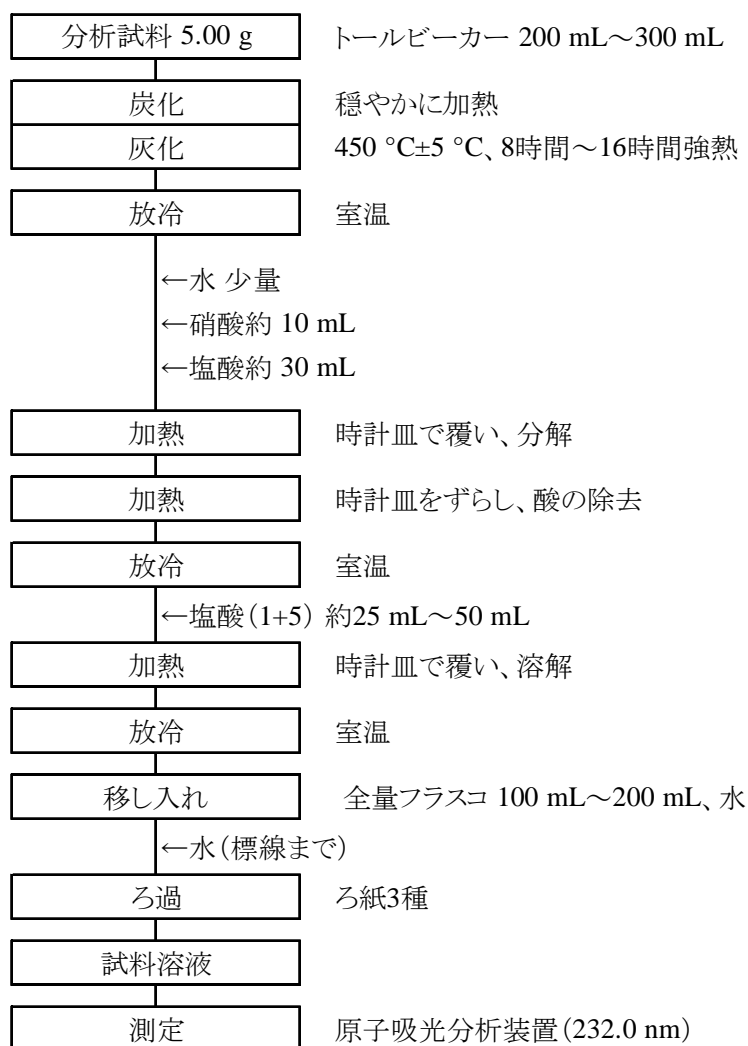 分析試料 5.00 g　トールビーカー 200 mL～300 mL
炭化　穏やかに加熱
灰化　450 °C±5 °C、8時間～16時間強熱
放冷　室温
←水 少量
←硝酸約 10 mL
←塩酸約 30 mL
加熱　時計皿で覆い、分解
加熱　時計皿をずらし、酸の除去
放冷　室温
←塩酸（1+5） 約25 mL～50 mL
加熱　時計皿で覆い、溶解
放冷　室温
移し入れ　全量フラスコ 100 mL～200 mL、水
←水（標線まで）
ろ過　ろ紙3種
試料溶液
測定　原子吸光分析装置（232.0 nm）